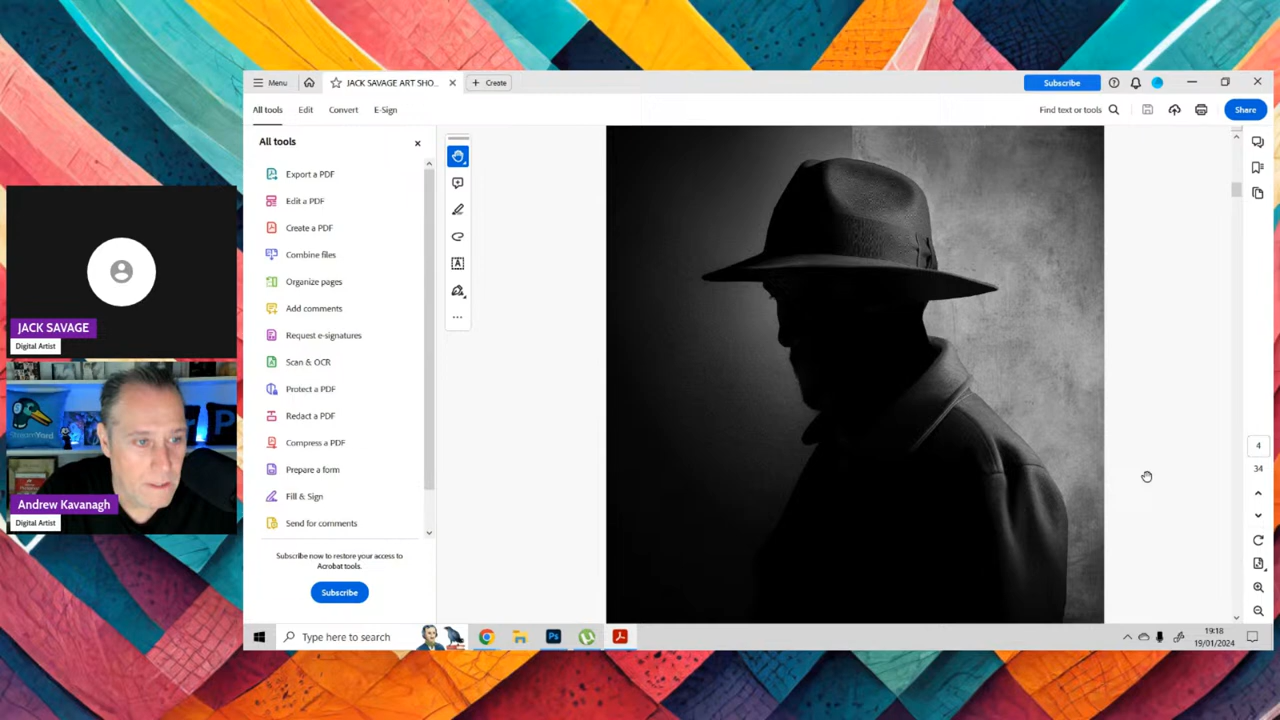 Menu
JACK SAVAGE ART SHO...
Create
Subscribe
All tools
Edit
Convert
E-Sign
Find text or tools
Share
All tools
Export a PDF
Edit a PDF
Create a PDF
Combine files
Organize pages
Add comments
Request e-signatures
Scan & OCR
Protect a PDF
Redact a PDF
Compress a PDF
Prepare a form
Fill & Sign
Send for comments
Subscribe now to restore your access to
Acrobat tools.
Subscribe
4
34
JACK SAVAGE
Digital Artist
StreamYard
P
Andrew Kavanagh
Digital Artist
Type here to search
Ps
19:18
19/01/2024